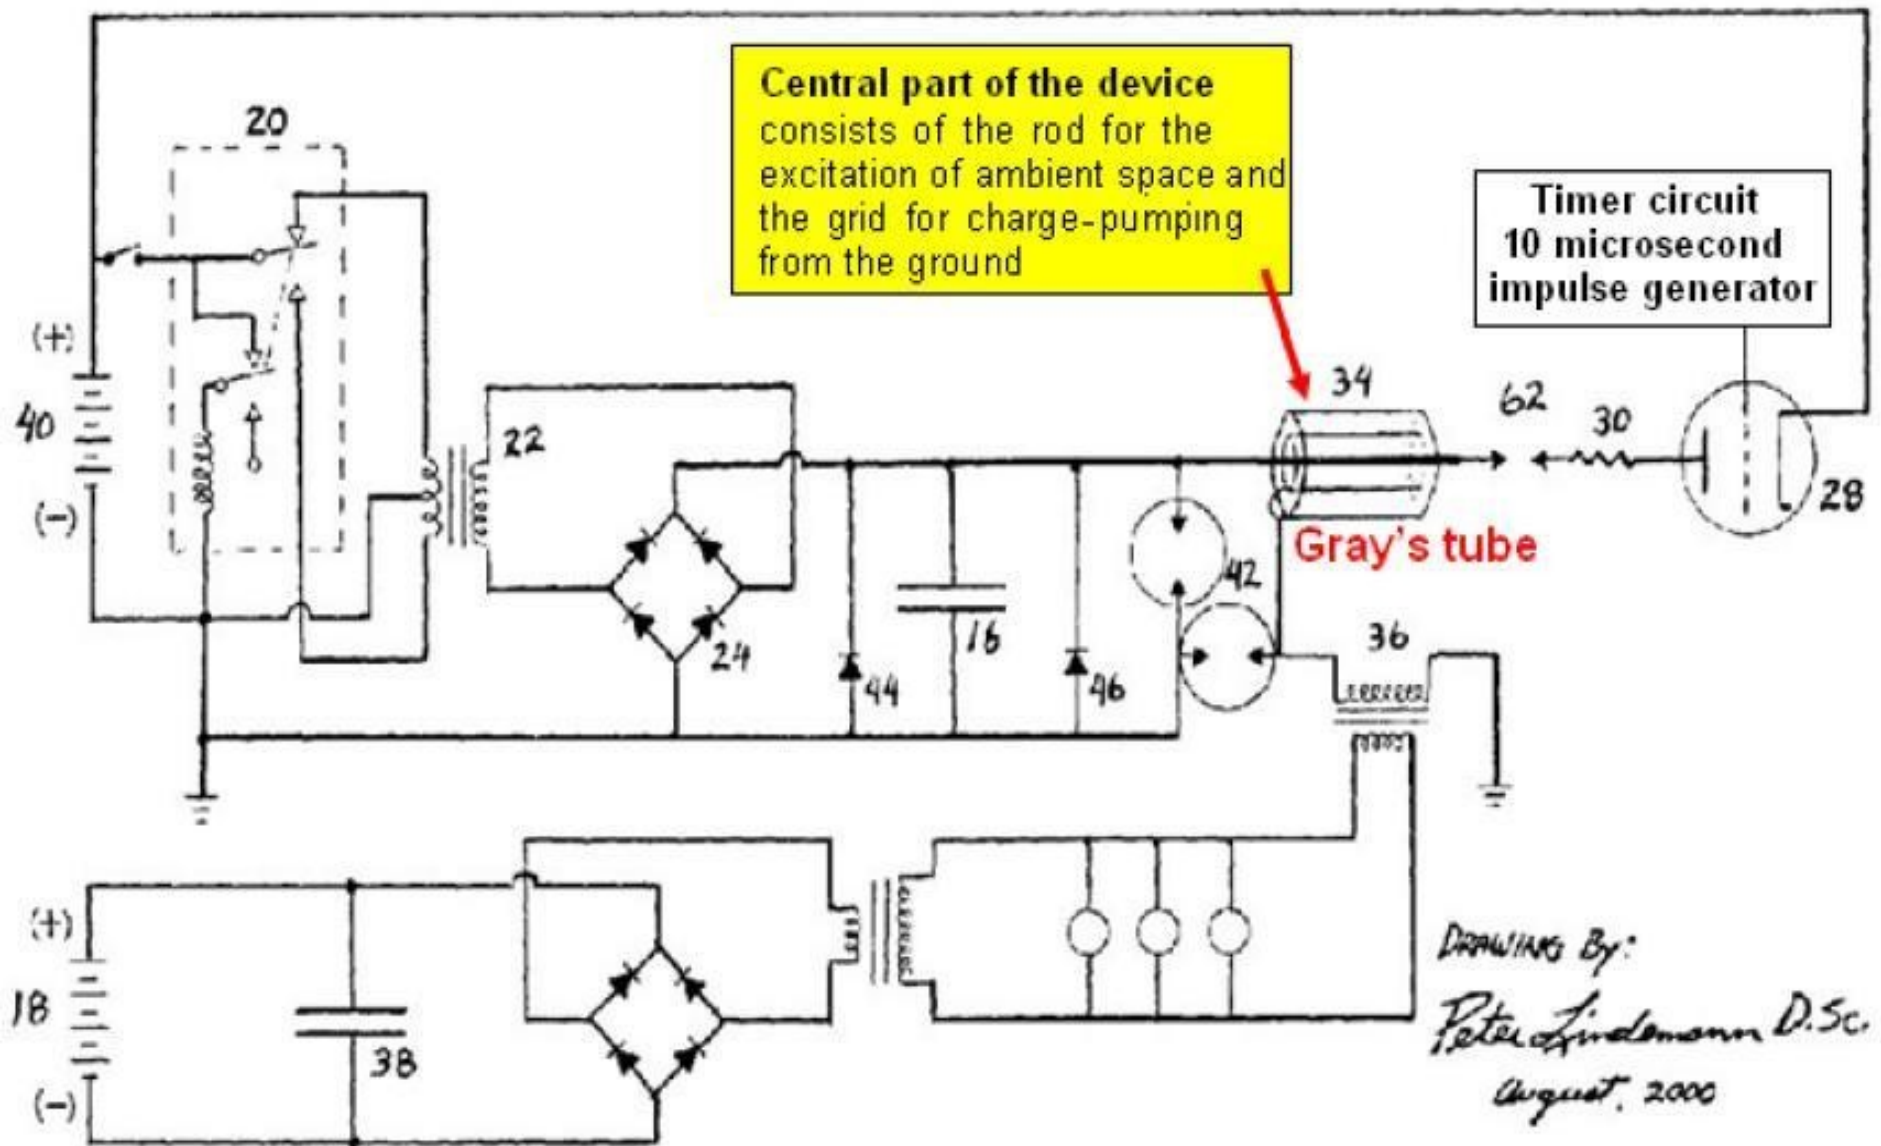 Central part of the device
consists of the rod for the
excitation of ambient space and
the grid for charge-pumping
from the ground
20
Timer circuit
10 microsecond
impulse generator
(+)
40
(-)
22
34
62
30
28
Gray's tube
42
24
44
16
46
36
(+)
18
(-)
38
DRAWING By:
Peter Lindemann D.Sc.
August, 2000